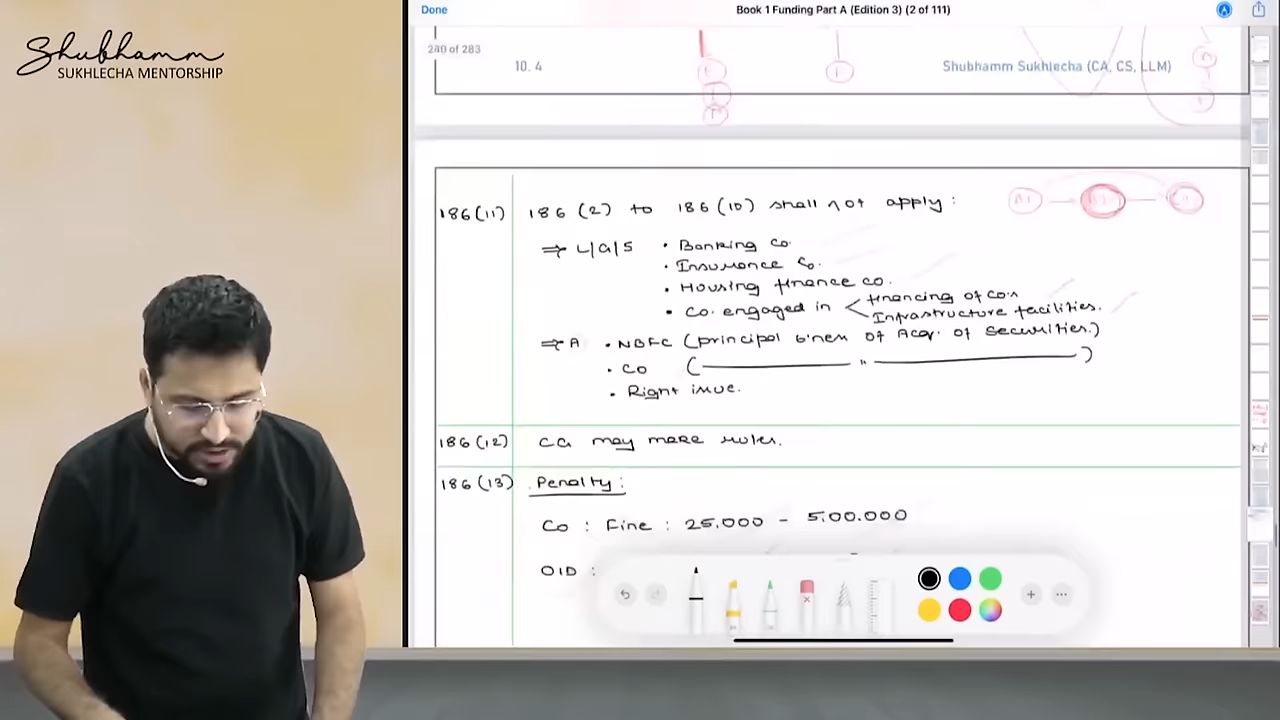 Shubhamm
SUKHLECHA MENTORSHIP
Done
Book 1 Funding Part A (Edition 3) (2 of 111)
240 of 283
10. 4
Shubhamm Sukhlecha (CA, CS, LLM)
186(11)
186 (2) to 186 (10) shall not apply :
⇒ L/G/S • Banking co.
• Insurance co.
• Housing finance co.
• Co. engaged in < financing of co.s
Infrastructure facilities.
⇒ A • NBFC (principal b'ness of Acq. of securities.)
• Co ( —— " —— )
• Right issue.
186(12) CG may make rules.
186(13) Penalty :
Co : Fine : 25,000 - 5,00,000
OID :